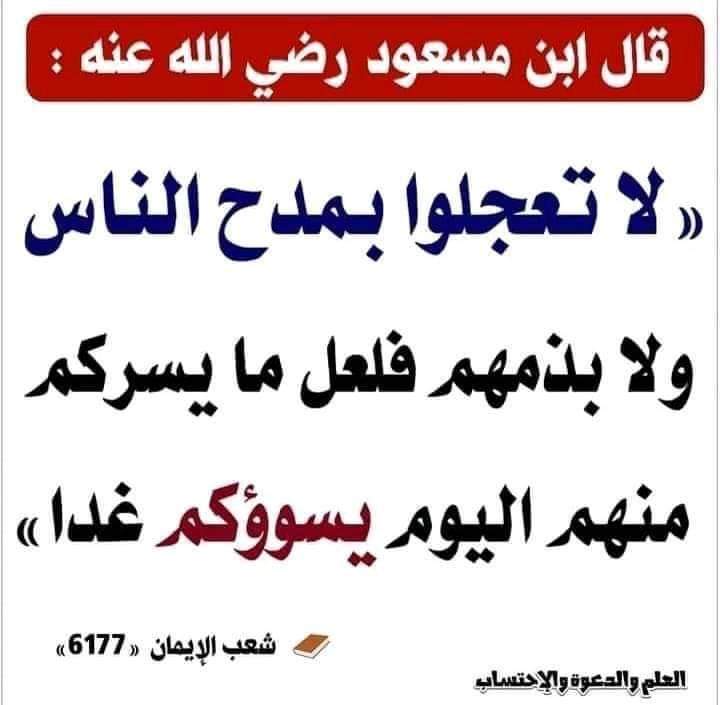 قال ابن مسعود رضي الله عنه :
« لا تعجلوا بمدح الناس
ولا بذمهم فلعل ما يسركم
منهم اليوم يسوؤكم غدا »
شعب الإيمان «6177»
العلم والدعوة والإحتساب